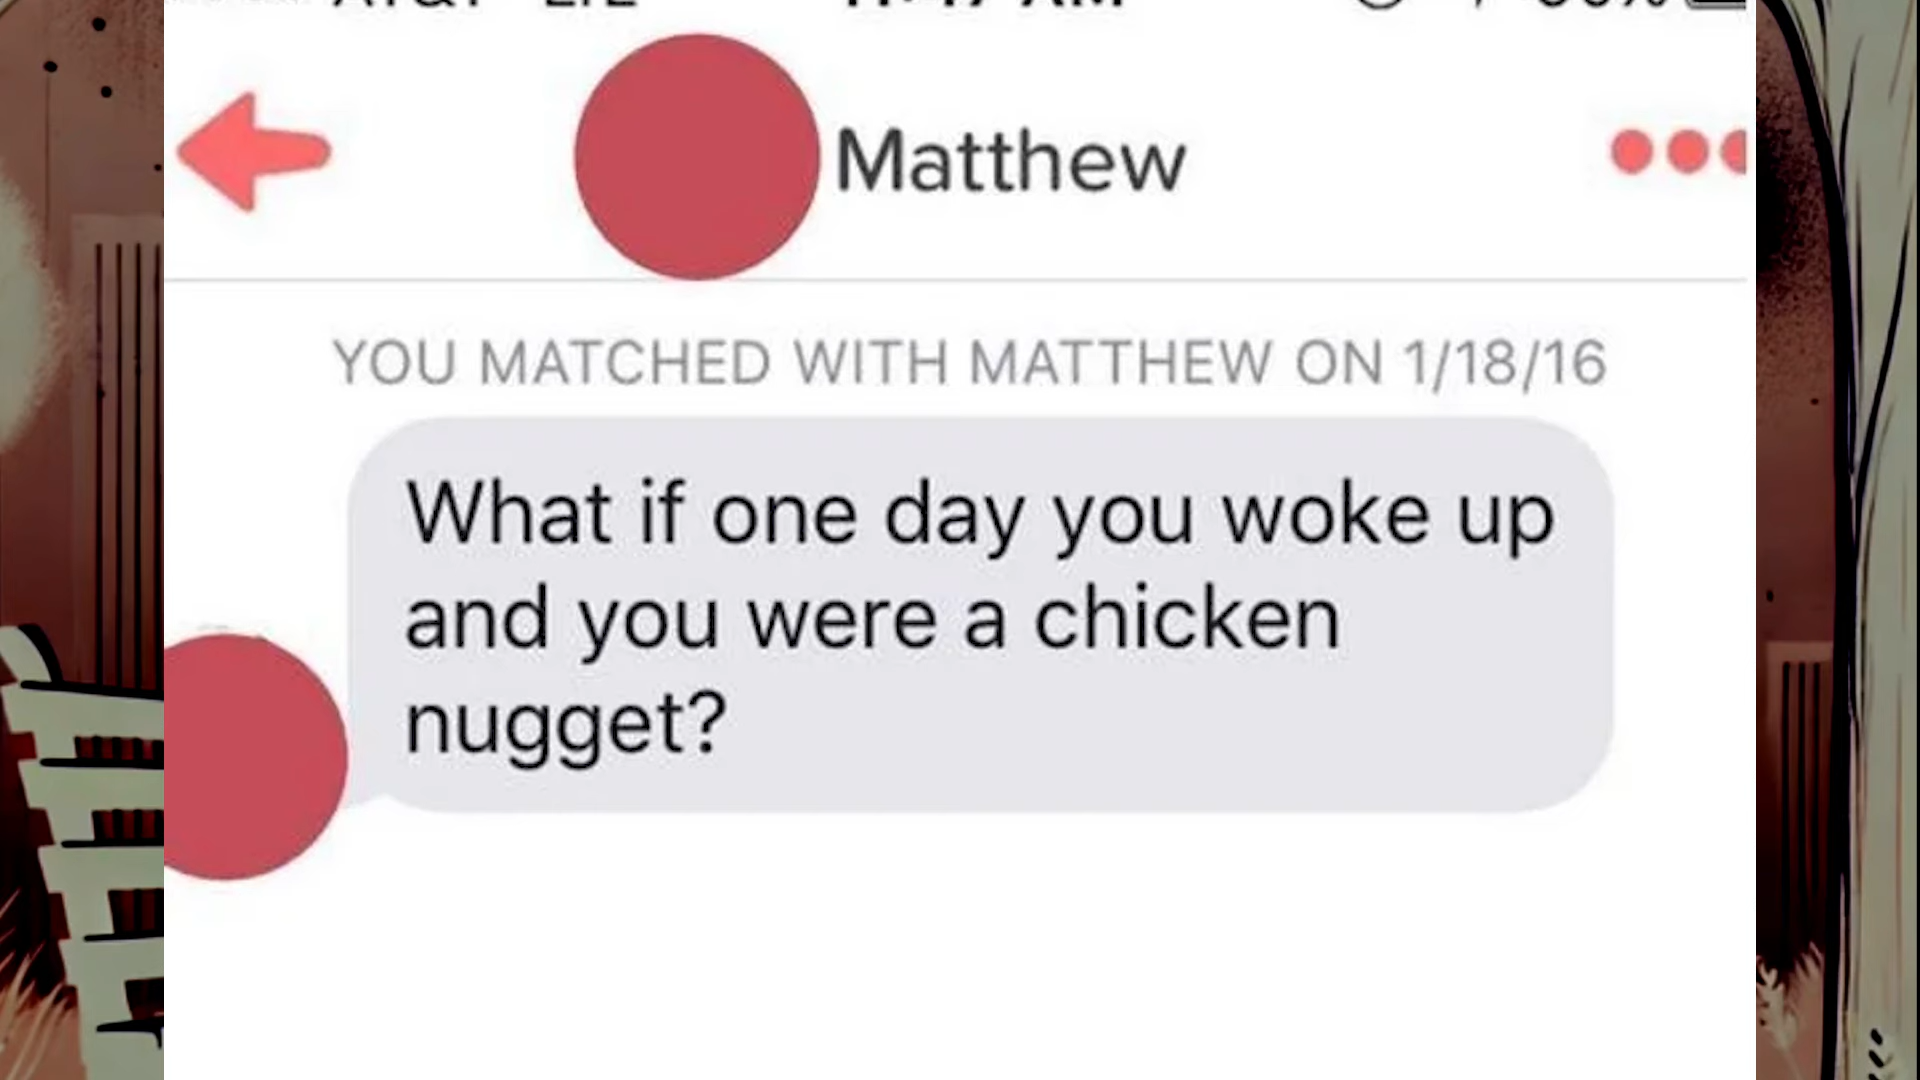 Matthew
YOU MATCHED WITH MATTHEW ON 1/18/16
What if one day you woke up
and you were a chicken
nugget?